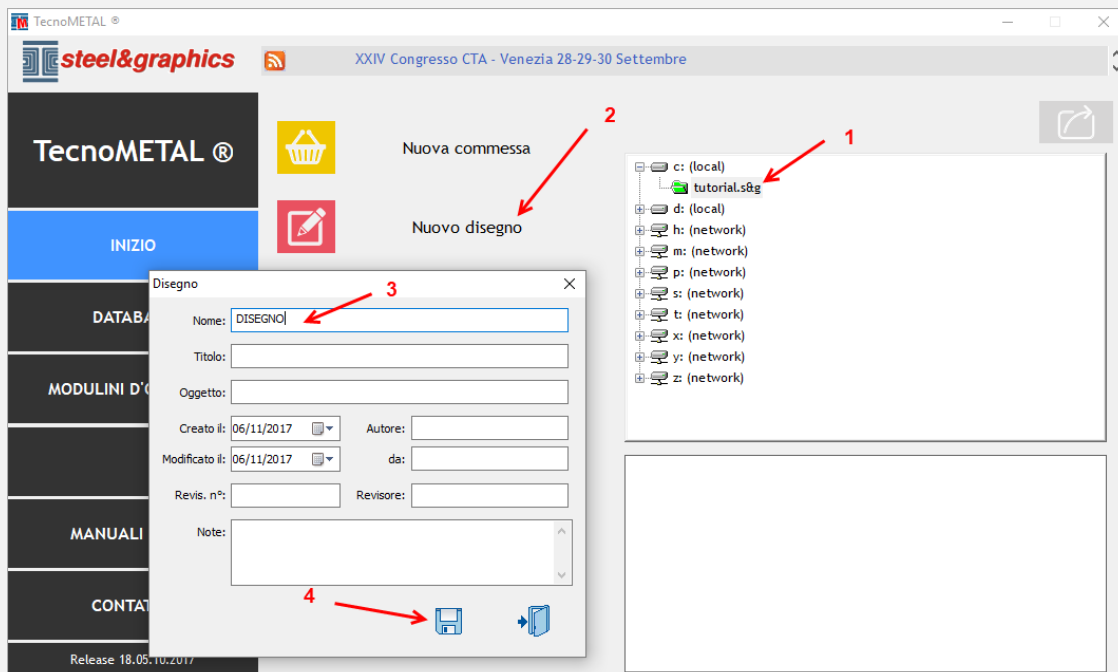 TecnoMETAL ®
steel&graphics
XXIV Congresso CTA - Venezia 28-29-30 Settembre
TecnoMETAL ®
INIZIO
DATABA
MODULINI D'
MANUALI
CONTAT
Release 18.05.10.2017
Nuova commessa
2
Nuovo disegno
1
c: (local)
tutorial.s&g
d: (local)
h: (network)
m: (network)
p: (network)
s: (network)
t: (network)
x: (network)
y: (network)
z: (network)
Disegno
3
Nome: DISEGNO
Titolo:
Oggetto:
Creato il: 06/11/2017 Autore:
Modificato il: 06/11/2017 da:
Revis. n°: Revisore:
Note:
4